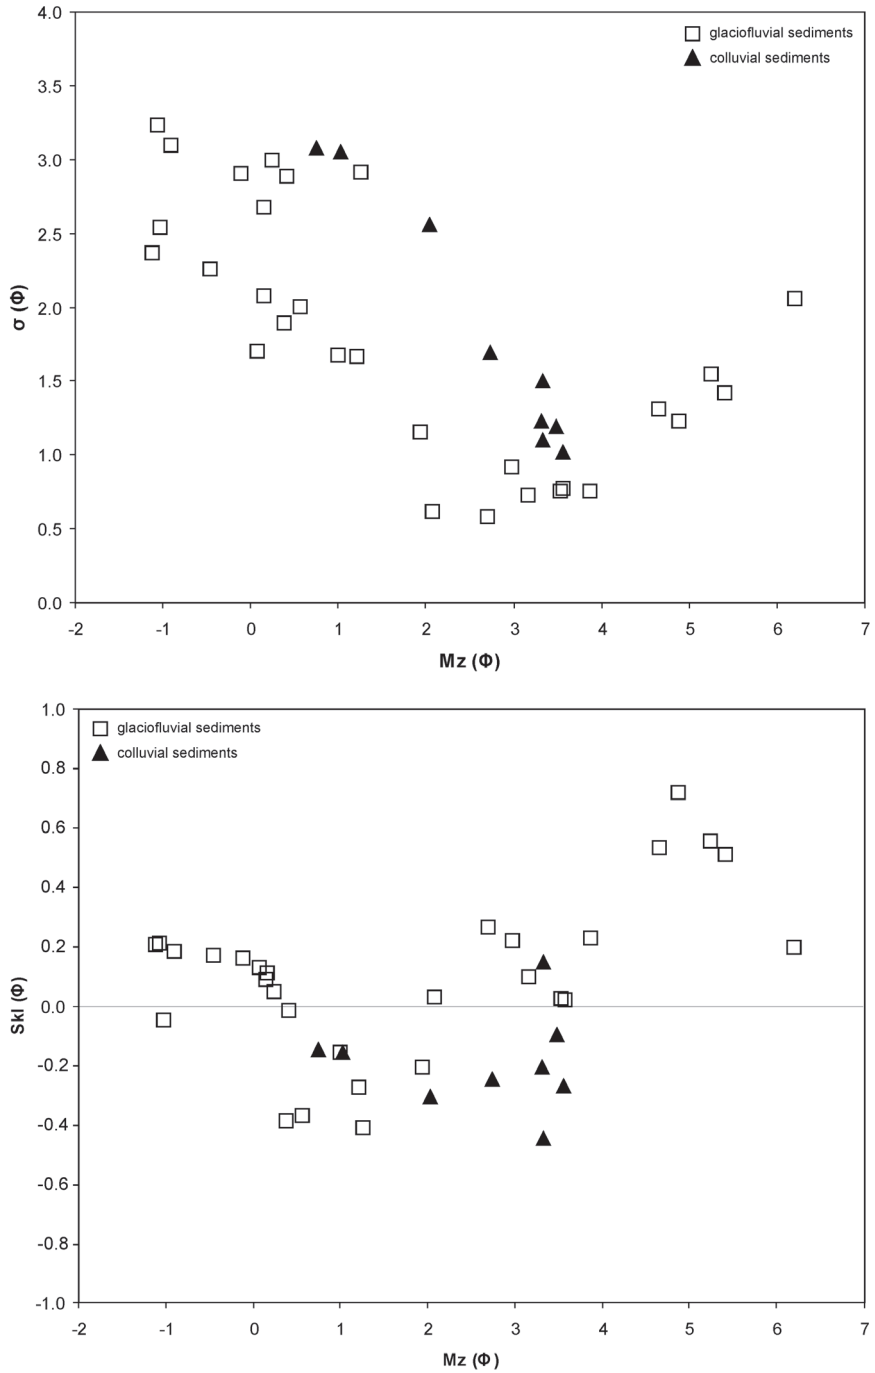 4.0
glaciofluvial sediments
colluvial sediments
3.5
3.0
2.5
2.0
1.5
1.0
0.5
0.0
σ (Φ)
-2 -1 0 1 2 3 4 5 6 7
Mz (Φ)
1.0
glaciofluvial sediments
colluvial sediments
0.8
0.6
0.4
0.2
0.0
-0.2
-0.4
-0.6
-0.8
-1.0
SkI (Φ)
-2 -1 0 1 2 3 4 5 6 7
Mz (Φ)